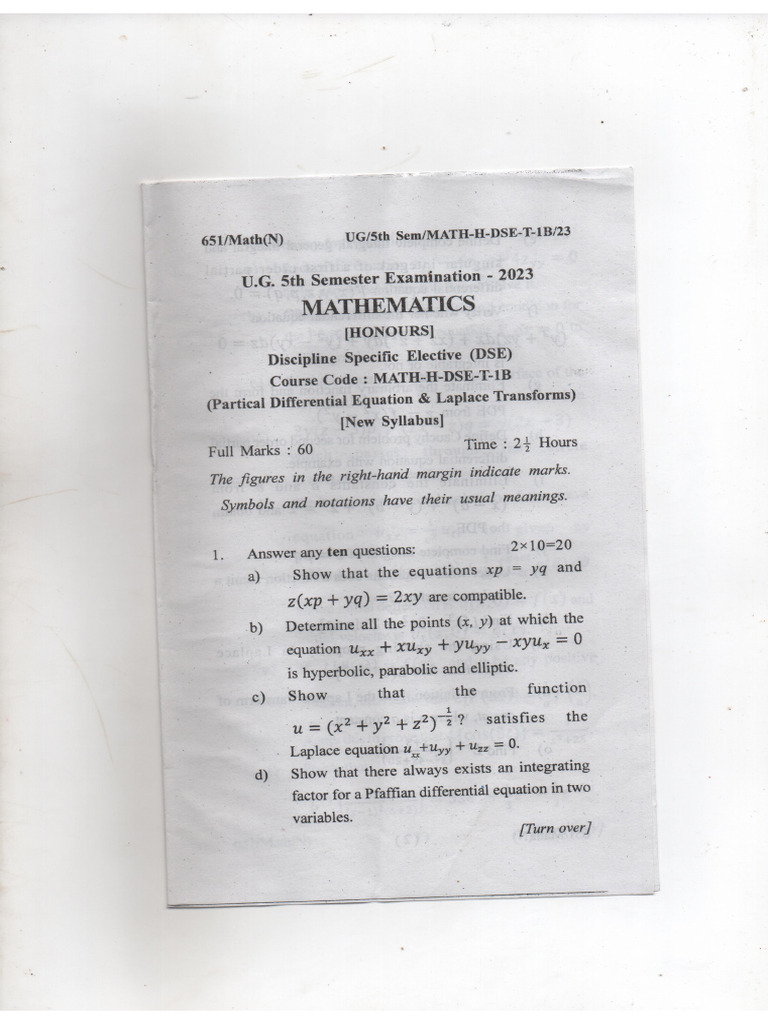 651/Math(N) UG/5th Sem/MATH-H-DSE-T-1B/23
U.G. 5th Semester Examination - 2023
MATHEMATICS
[HONOURS]
Discipline Specific Elective (DSE)
Course Code : MATH-H-DSE-T-1B
(Partical Differential Equation & Laplace Transforms)
[New Syllabus]
Full Marks : 60 Time : 2½ Hours
The figures in the right-hand margin indicate marks.
Symbols and notations have their usual meanings.
1. Answer any ten questions: 2×10=20
a) Show that the equations xp = yq and
z(xp + yq) = 2xy are compatible.
b) Determine all the points (x, y) at which the
equation uₓₓ + xuₓᵧ + yuᵧᵧ − xyuₓ = 0
is hyperbolic, parabolic and elliptic.
c) Show that the function
u = (x² + y² + z²)^(-1/2) ? satisfies the
Laplace equation u_xx+u_yy + u_zz = 0.
d) Show that there always exists an integrating
factor for a Pfaffian differential equation in two
variables.
[Turn over]